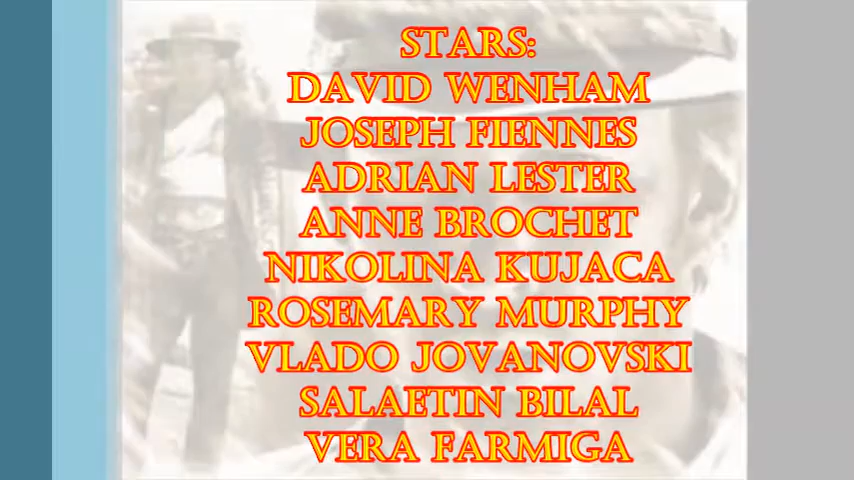 STARS:
DAVID WENHAM
JOSEPH FIENNES
ADRIAN LESTER
ANNE BROCHET
NIKOLINA KUJACA
ROSEMARY MURPHY
VLADO JOVANOVSKI
SALAETIN BILAL
VERA FARMIGA